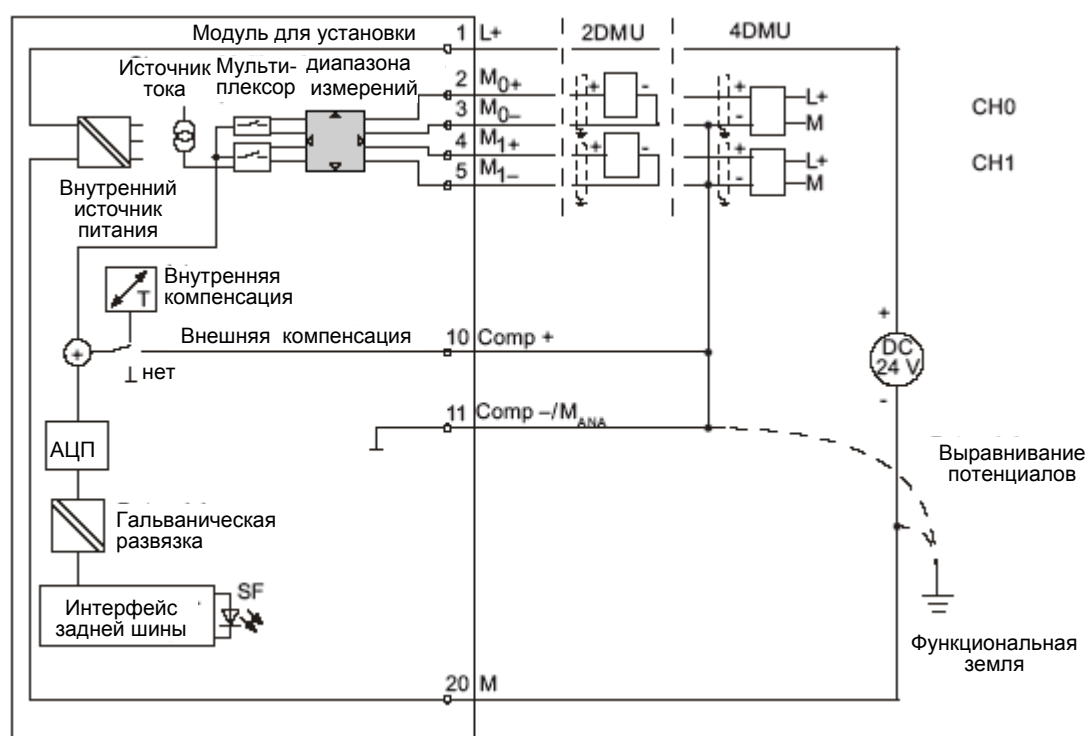 Модуль для установки
1 L+
2DMU
4DMU
Источник Мульти- диапазона
тока плексор измерений
2 M0+
+ -
+
-
L+
M
CH0
3 M0–
4 M1+
+ -
+
-
L+
M
CH1
5 M1–
Внутренний
источник
питания
T
Внутренняя
компенсация
+
Внешняя компенсация
10 Comp +
+
DC
24 V
-
нет
11 Comp –/MANA
АЦП
Выравнивание
потенциалов
Гальваническая
развязка
SF
Интерфейс
задней шины
Функциональная
земля
20 M